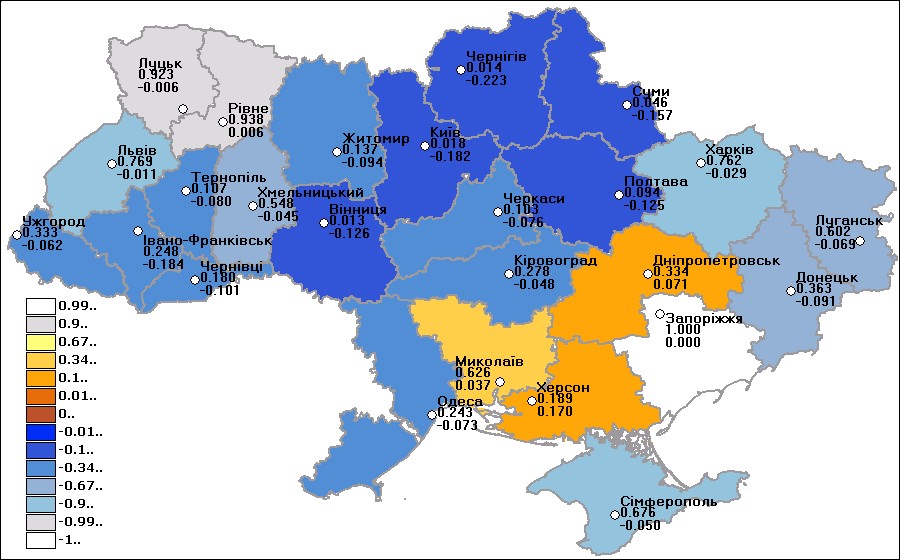 Чернігів
0.014
-0.223
Луцьк
0.923
-0.006
Суми
0.046
-0.157
Рівне
0.938
0.006
Київ
0.018
-0.182
Житомир
0.137
-0.094
Львів
0.769
-0.011
Харків
0.762
-0.029
Тернопіль
0.107
-0.080
Хмельницький
0.548
-0.045
Полтава
0.094
-0.125
Черкаси
0.103
-0.076
Вінниця
0.013
-0.126
Ужгород
0.333
-0.062
Луганськ
0.602
-0.069
Івано-Франківськ
0.248
-0.184
Чернівці
0.180
-0.101
Кіровоград
0.278
-0.048
Дніпропетровськ
0.334
0.071
Донецьк
0.363
-0.091
Запоріжжя
1.000
0.000
Миколаїв
0.626
0.037
Херсон
0.189
0.170
Одеса
0.243
-0.073
Сімферополь
0.676
-0.050
0.99..
0.9..
0.67..
0.34..
0.1..
0.01..
0..
-0.01..
-0.1..
-0.34..
-0.67..
-0.9..
-0.99..
-1..